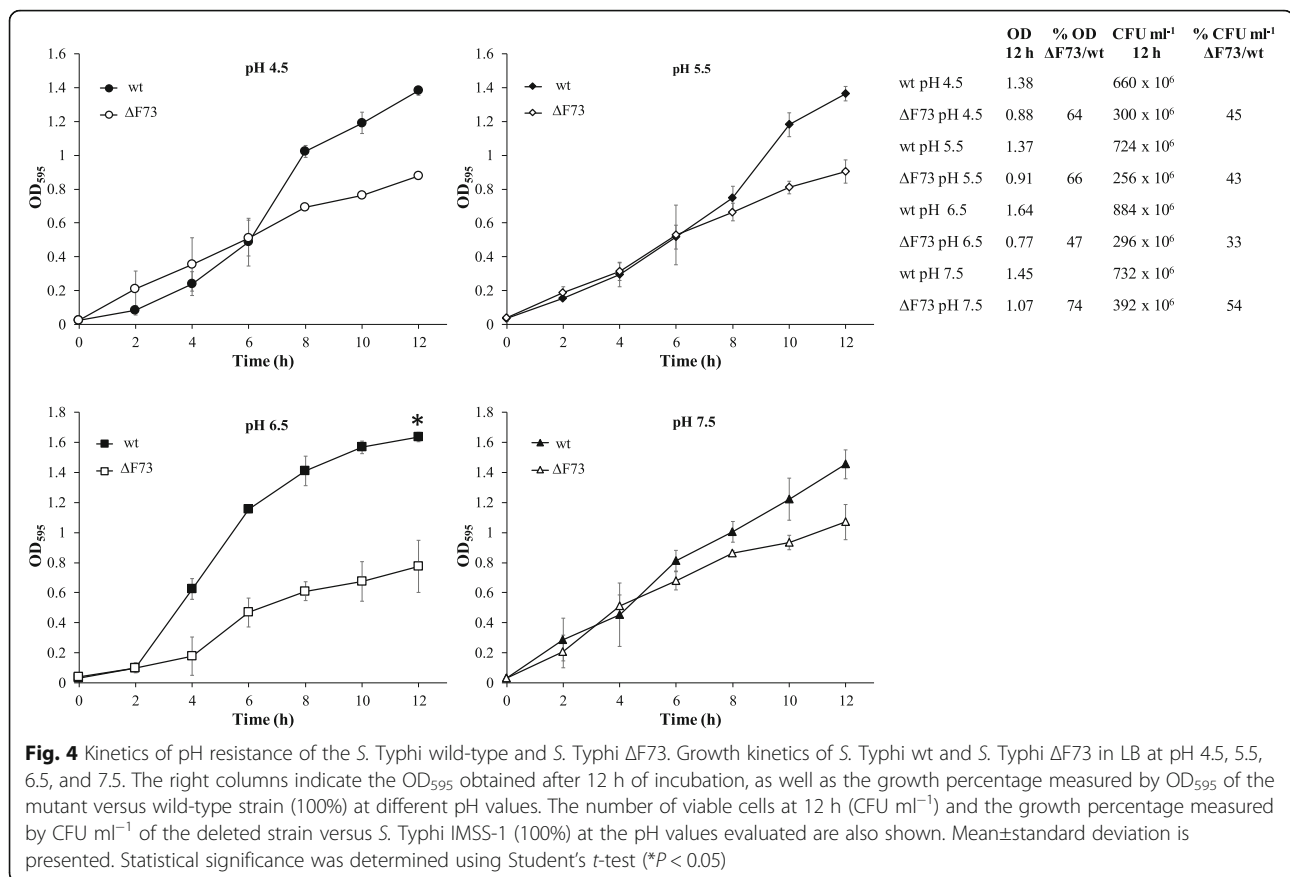 pH 4.5
wt
ΔF73
OD595
1.6
1.4
1.2
1
0.8
0.6
0.4
0.2
0
0 2 4 6 8 10 12
Time (h)
pH 5.5
wt
ΔF73
OD595
1.6
1.4
1.2
1
0.8
0.6
0.4
0.2
0
0 2 4 6 8 10 12
Time (h)
OD % OD CFU ml⁻¹ % CFU ml⁻¹
12 h ΔF73/wt 12 h ΔF73/wt
wt pH 4.5 1.38 660 x 10⁶
ΔF73 pH 4.5 0.88 64 300 x 10⁶ 45
wt pH 5.5 1.37 724 x 10⁶
ΔF73 pH 5.5 0.91 66 256 x 10⁶ 43
wt pH 6.5 1.64 884 x 10⁶
ΔF73 pH 6.5 0.77 47 296 x 10⁶ 33
wt pH 7.5 1.45 732 x 10⁶
ΔF73 pH 7.5 1.07 74 392 x 10⁶ 54
pH 6.5
wt
ΔF73
*
OD595
1.8
1.6
1.4
1.2
1
0.8
0.6
0.4
0.2
0
0 2 4 6 8 10 12
Time (h)
pH 7.5
wt
ΔF73
OD595
1.8
1.6
1.4
1.2
1
0.8
0.6
0.4
0.2
0
0 2 4 6 8 10 12
Time (h)
Fig. 4 Kinetics of pH resistance of the S. Typhi wild-type and S. Typhi ΔF73. Growth kinetics of S. Typhi wt and S. Typhi ΔF73 in LB at pH 4.5, 5.5,
6.5, and 7.5. The right columns indicate the OD595 obtained after 12 h of incubation, as well as the growth percentage measured by OD595 of the
mutant versus wild-type strain (100%) at different pH values. The number of viable cells at 12 h (CFU ml⁻¹) and the growth percentage measured
by CFU ml⁻¹ of the deleted strain versus S. Typhi IMSS-1 (100%) at the pH values evaluated are also shown. Mean±standard deviation is
presented. Statistical significance was determined using Student's t-test (*P < 0.05)